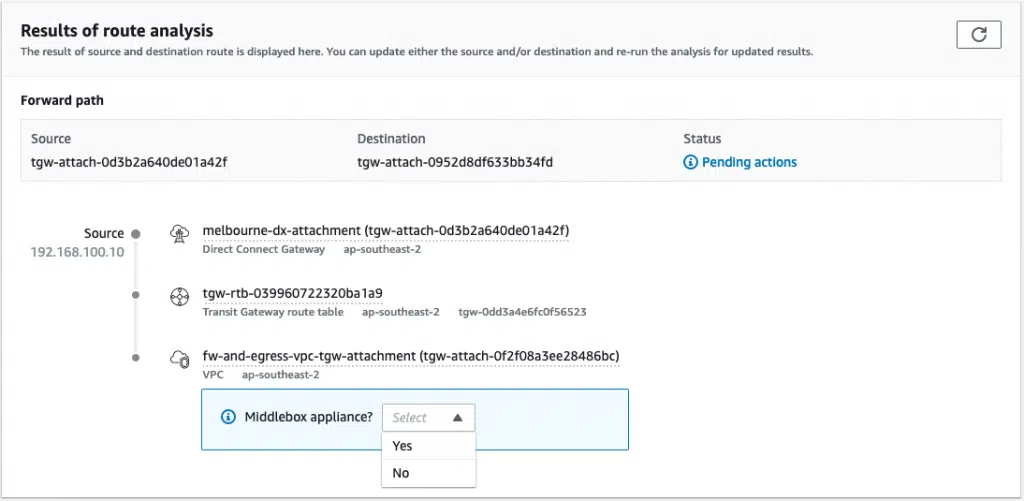 Results of route analysis
The result of source and destination route is displayed here. You can update either the source and/or destination and re-run the analysis for updated results.
Forward path
Source Destination Status
tgw-attach-0d3b2a640de01a42f tgw-attach-0952d8df633bb34fd Pending actions
Source melbourne-dx-attachment (tgw-attach-0d3b2a640de01a42f)
192.168.100.10 Direct Connect Gateway ap-southeast-2
tgw-rtb-039960722320ba1a9
Transit Gateway route table ap-southeast-2 tgw-0dd3a4e6fc0f56523
fw-and-egress-vpc-tgw-attachment (tgw-attach-0f2f08a3ee28486bc)
VPC ap-southeast-2
Middlebox appliance? Select
Yes
No